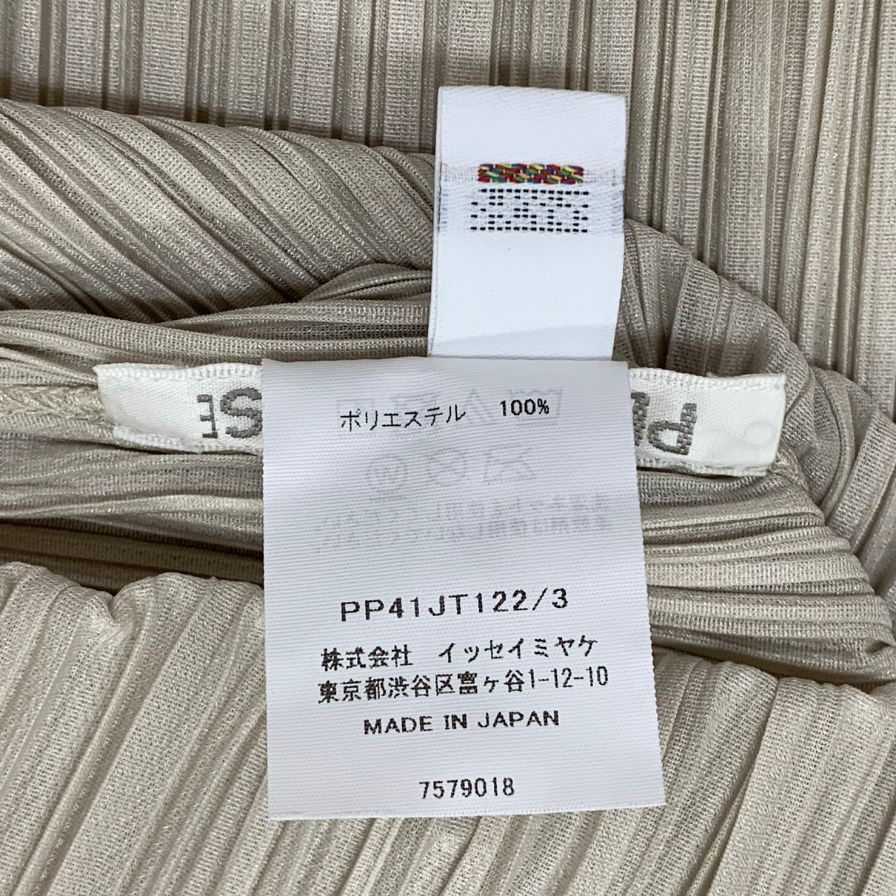 ポリエステル 100%
PP41JT122/3
株式会社 イッセイミヤケ
東京都渋谷区富ヶ谷1-12-10
MADE IN JAPAN
7579018